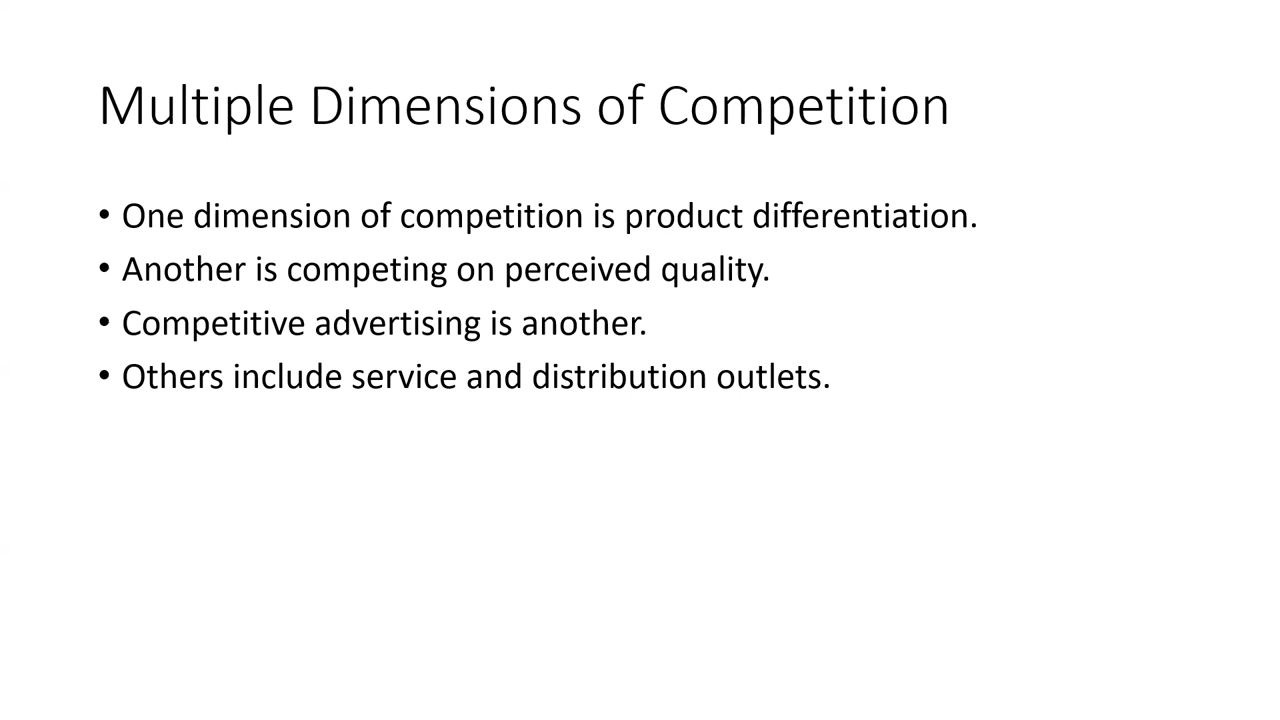 Multiple Dimensions of Competition
• One dimension of competition is product differentiation.
• Another is competing on perceived quality.
• Competitive advertising is another.
• Others include service and distribution outlets.